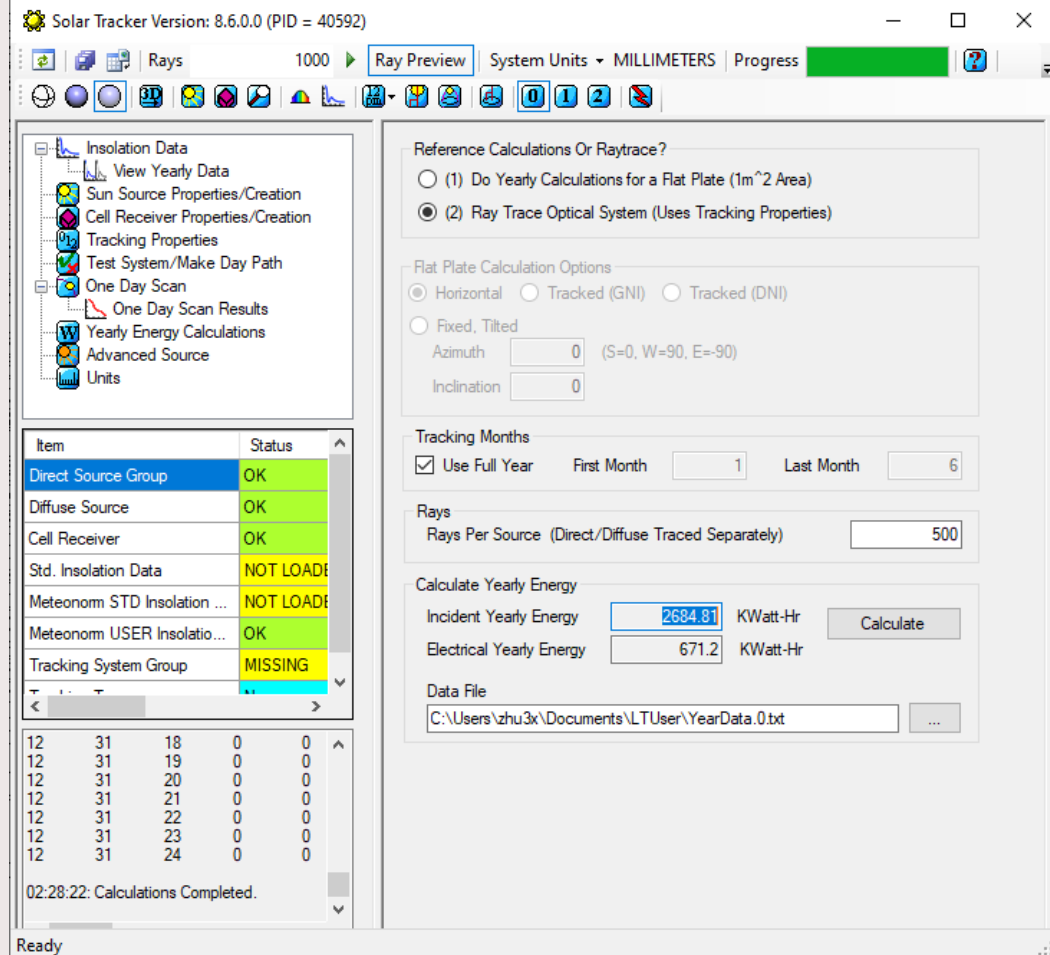 Solar Tracker Version: 8.6.0.0 (PID = 40592)
Rays 1000 Ray Preview System Units MILLIMETERS Progress
3D 12 0 1 2
Insolation Data
View Yearly Data
Sun Source Properties/Creation
Cell Receiver Properties/Creation
Tracking Properties
Test System/Make Day Path
One Day Scan
One Day Scan Results
Yearly Energy Calculations
Advanced Source
Units
Item Status
Direct Source Group OK
Diffuse Source OK
Cell Receiver OK
Std. Insolation Data NOT LOADE
Meteonorm STD Insolation ... NOT LOADE
Meteonorm USER Insolatio... OK
Tracking System Group MISSING
12 31 18 0 0
12 31 19 0 0
12 31 20 0 0
12 31 21 0 0
12 31 22 0 0
12 31 23 0 0
12 31 24 0 0
02:28:22: Calculations Completed.
Reference Calculations Or Raytrace?
(1) Do Yearly Calculations for a Flat Plate (1m^2 Area)
(2) Ray Trace Optical System (Uses Tracking Properties)
Flat Plate Calculation Options
Horizontal Tracked (GNI) Tracked (DNI)
Fixed, Tilted
Azimuth 0 (S=0, W=90, E=-90)
Inclination 0
Tracking Months
Use Full Year First Month 1 Last Month 6
Rays
Rays Per Source (Direct/Diffuse Traced Separately) 500
Calculate Yearly Energy
Incident Yearly Energy 2684.81 KWatt-Hr Calculate
Electrical Yearly Energy 671.2 KWatt-Hr
Data File
C:\Users\zhu3x\Documents\LTUser\YearData.0.txt ...
Ready